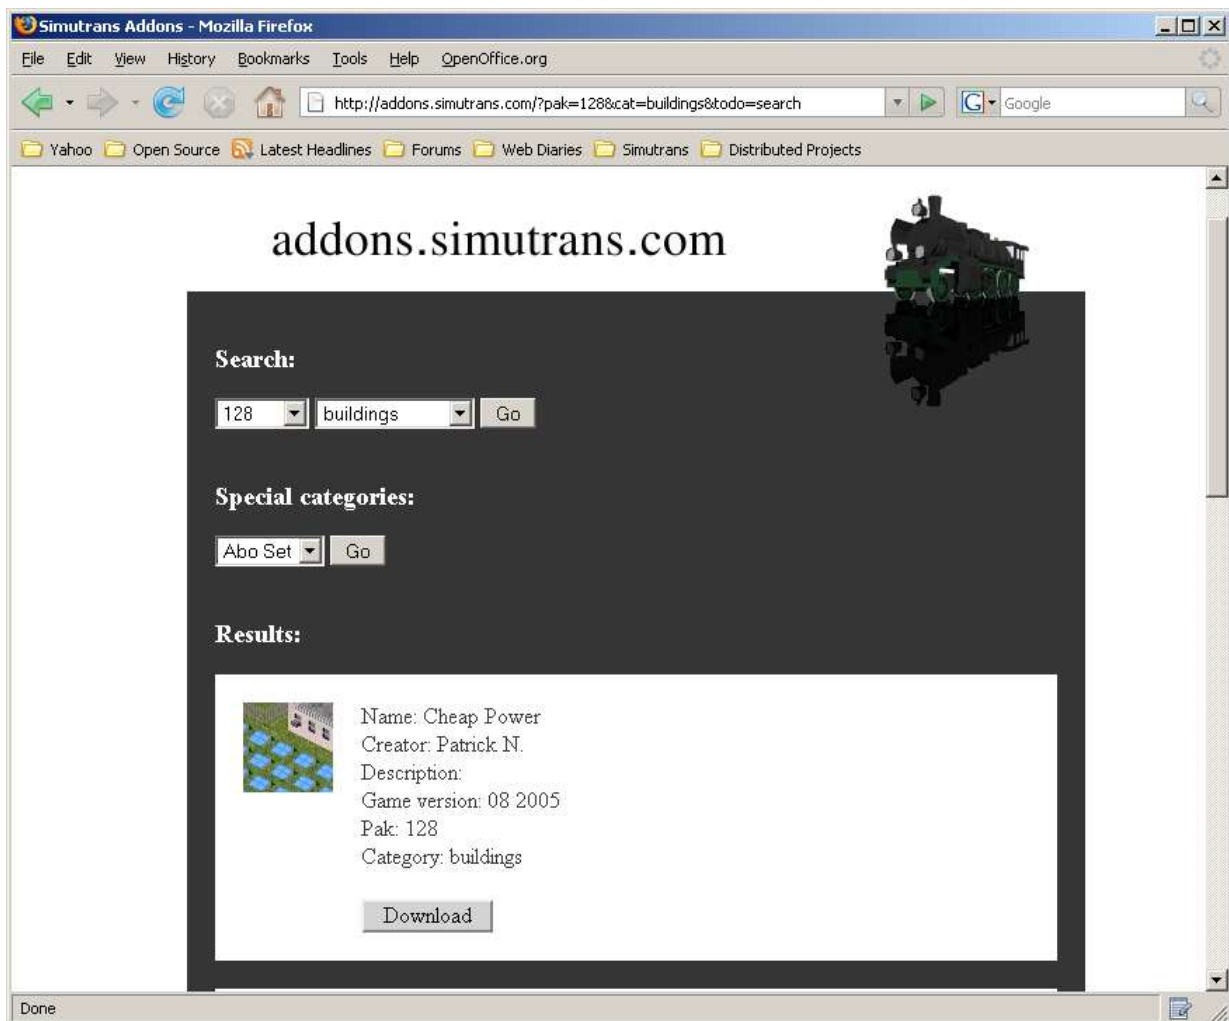 Simutrans Addons - Mozilla Firefox
File Edit View History Bookmarks Tools Help OpenOffice.org
http://addons.simutrans.com/?pak=128&cat=buildings&todo=search G Google
Yahoo Open Source Latest Headlines Forums Web Diaries Simutrans Distributed Projects
addons.simutrans.com
Search:
128 buildings Go
Special categories:
Abo Set Go
Results:
Name: Cheap Power
Creator: Patrick N.
Description:
Game version: 08 2005
Pak: 128
Category: buildings
Download
Done